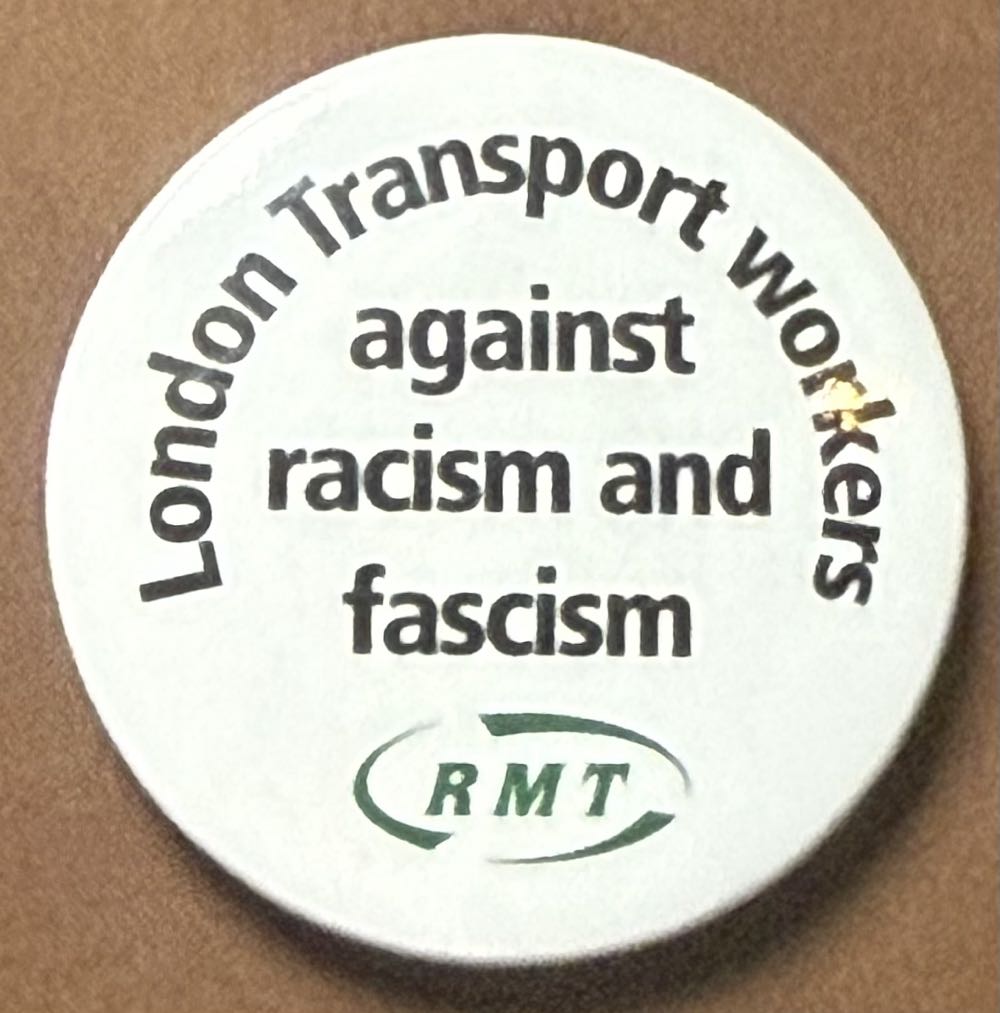 London Transport workers
against
racism and
fascism
RMT